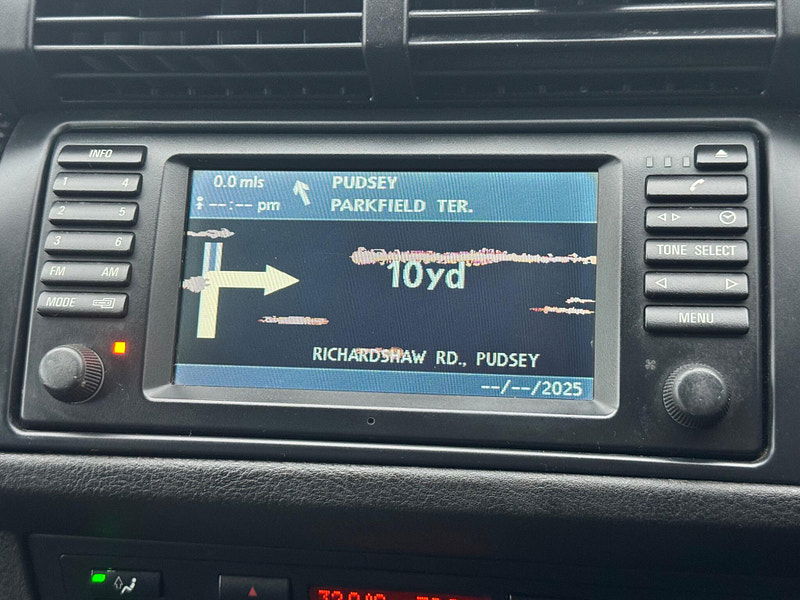 INFO
1 4
2 5
3 6
FM AM
MODE
0.0 mls
--:-- pm
PUDSEY
PARKFIELD TER.
10yd
RICHARDSHAW RD., PUDSEY
--/--/2025
TONE SELECT
MENU